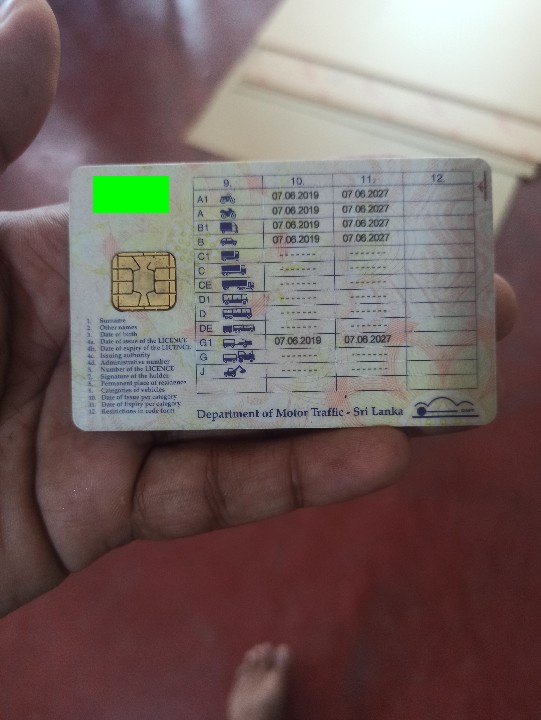 9. 10. 11. 12.
A1 07.06.2019 07.06.2027
A 07.06.2019 07.06.2027
B1 07.06.2019 07.06.2027
B 07.06.2019 07.06.2027
C1 ------- -------
C ------- -------
CE ------- -------
D1 ------- -------
D ------- -------
DE ------- -------
G1 07.06.2019 07.06.2027
G ------- -------
J ------- -------
1. Surname
2. Other names
3. Date of birth
4a. Date of issue of the LICENCE
4b. Date of expiry of the LICENCE
4c. Issuing authority
4d. Administrative number
5. Number of the LICENCE
7. Signature of the holder
8. Permanent place of residence
9. Categories of vehicles
10. Date of issue per category
11. Date of Expiry per category
12. Restrictions in code form
Department of Motor Traffic - Sri Lanka